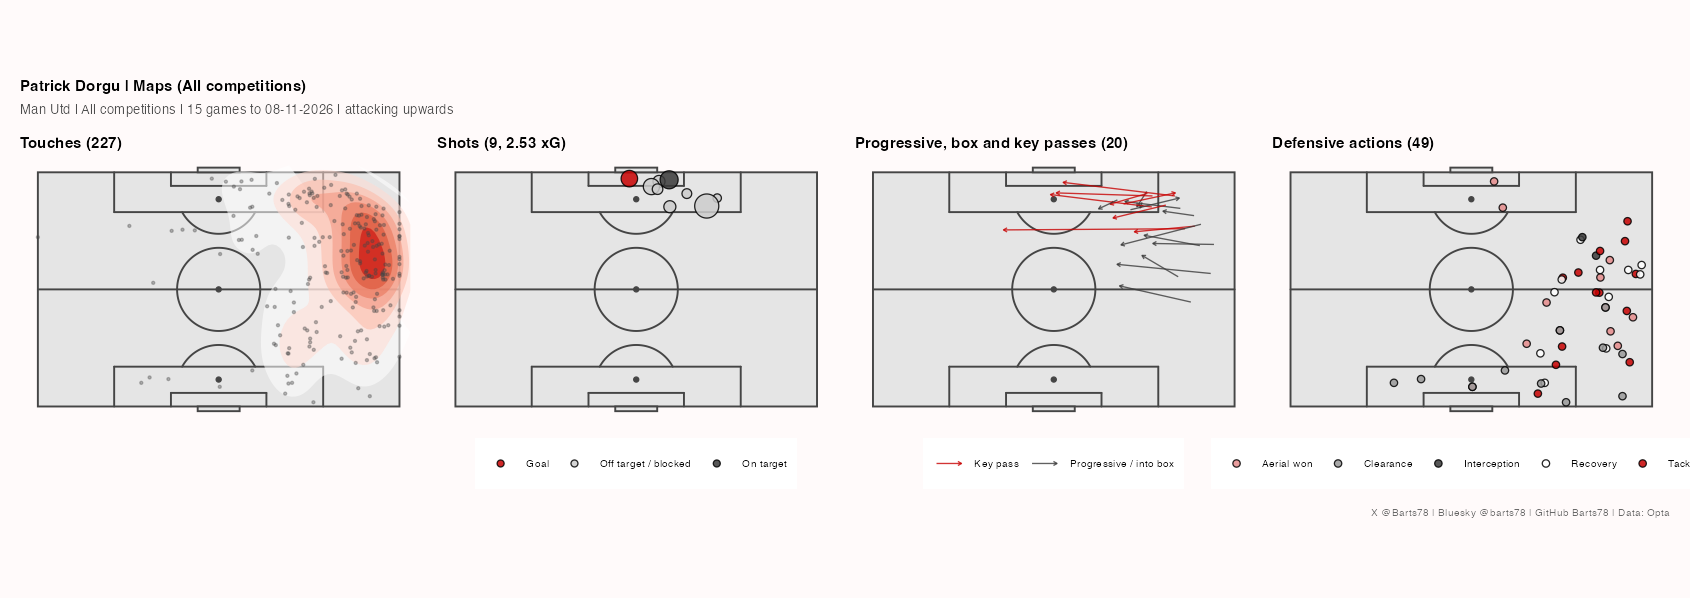 Patrick Dorgu | Maps (All competitions)
Man Utd | All competitions | 15 games to 08-11-2026 | attacking upwards
Touches (227)
Shots (9, 2.53 xG)
Progressive, box and key passes (20)
Defensive actions (49)
Goal
Off target / blocked
On target
Key pass
Progressive / into box
Aerial won
Clearance
Interception
Recovery
Tack
X @Barts78 | Bluesky @barts78 | GitHub Barts78 | Data: Opta